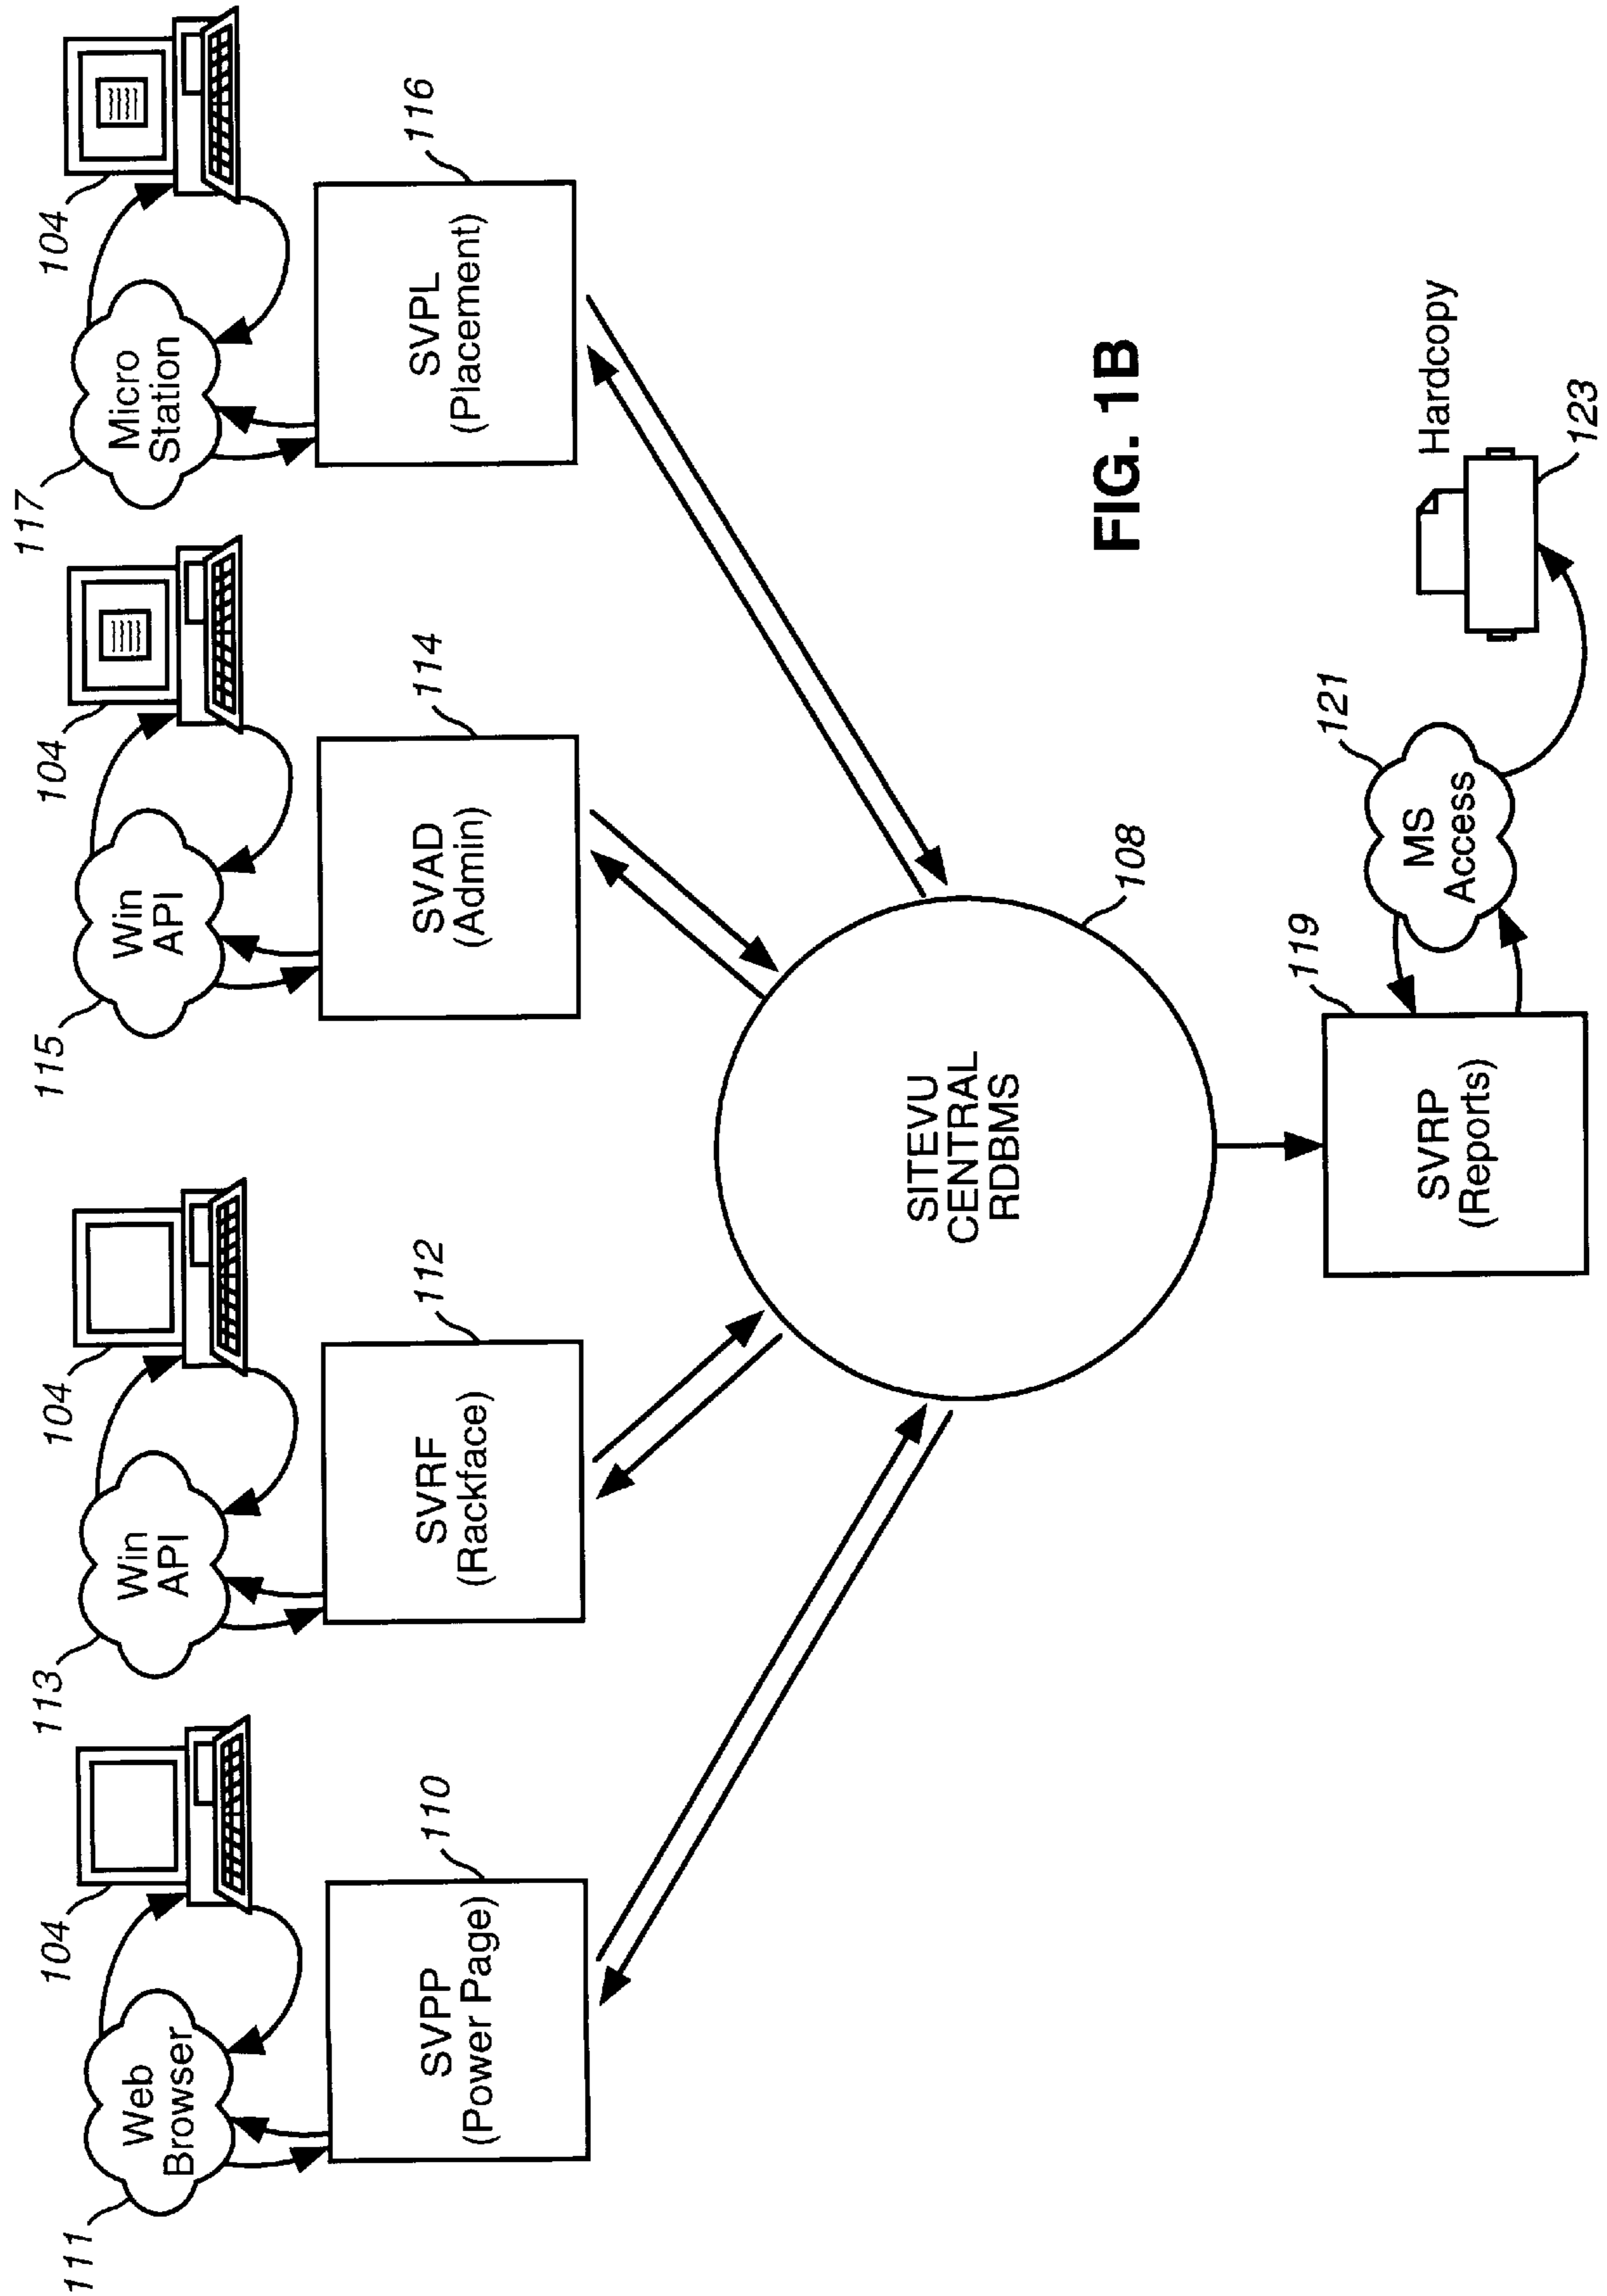 104
104
104
104
111
Web
Browser
113
Win
API
115
Win
API
117
Micro
Station
110
112
114
116
SVPP
(Power Page)
SVRF
(Rackface)
SVAD
(Admin)
SVPL
(Placement)
SITEVU
CENTRAL
RDBMS
108
FIG. 1B
119
SVRP
(Reports)
121
MS
Access
Hardcopy
123